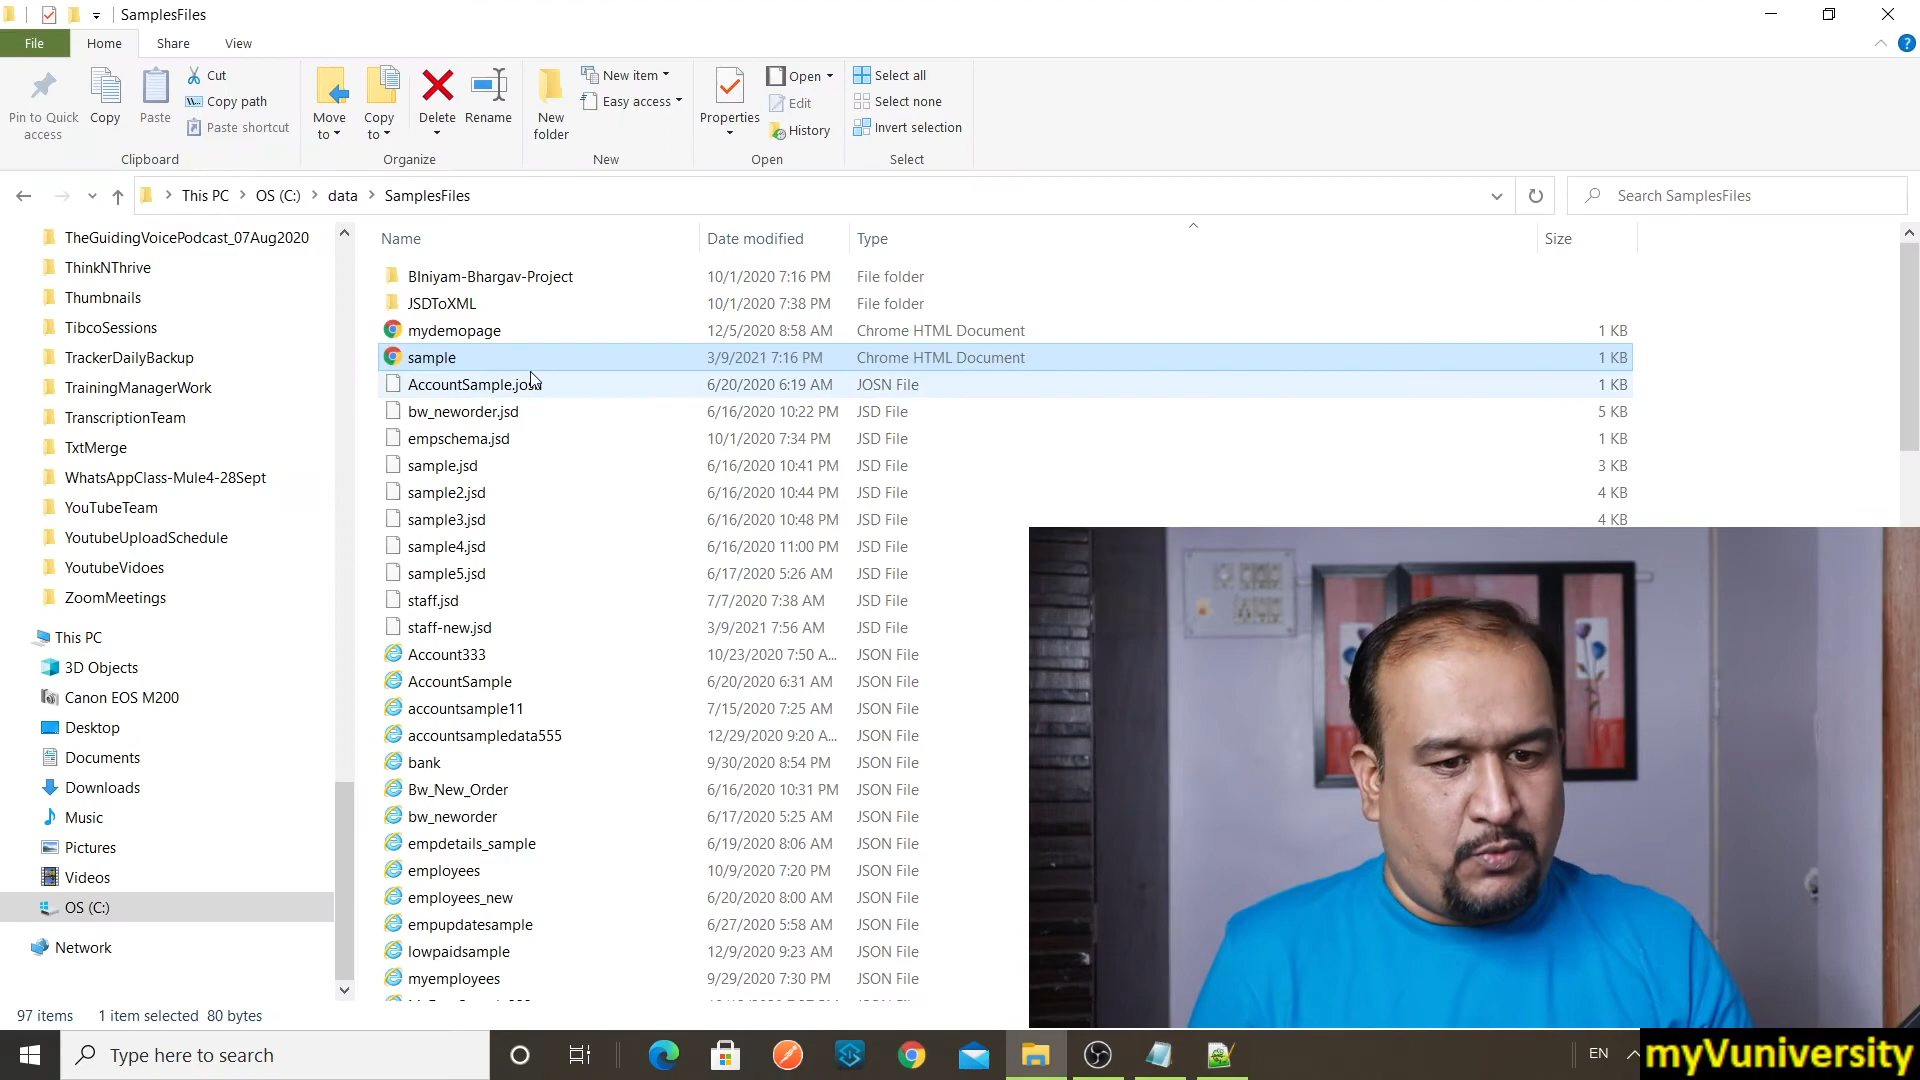 SamplesFiles
File Home Share View
Pin to Quick access
Copy
Paste
Cut
Copy path
Paste shortcut
Clipboard
Move to
Copy to
Delete
Rename
Organize
New folder
New item
Easy access
New
Properties
Open
Edit
History
Open
Select all
Select none
Invert selection
Select
This PC > OS (C:) > data > SamplesFiles
Search SamplesFiles
TheGuidingVoicePodcast_07Aug2020
ThinkNThrive
Thumbnails
TibcoSessions
TrackerDailyBackup
TrainingManagerWork
TranscriptionTeam
TxtMerge
WhatsAppClass-Mule4-28Sept
YouTubeTeam
YoutubeUploadSchedule
YoutubeVidoes
ZoomMeetings
This PC
3D Objects
Canon EOS M200
Desktop
Documents
Downloads
Music
Pictures
Videos
OS (C:)
Network
Name Date modified Type Size
BIniyam-Bhargav-Project 10/1/2020 7:16 PM File folder
JSDToXML 10/1/2020 7:38 PM File folder
mydemopage 12/5/2020 8:58 AM Chrome HTML Document 1 KB
sample 3/9/2021 7:16 PM Chrome HTML Document 1 KB
AccountSample.josn 6/20/2020 6:19 AM JOSN File 1 KB
bw_neworder.jsd 6/16/2020 10:22 PM JSD File 5 KB
empschema.jsd 10/1/2020 7:34 PM JSD File 1 KB
sample.jsd 6/16/2020 10:41 PM JSD File 3 KB
sample2.jsd 6/16/2020 10:44 PM JSD File 4 KB
sample3.jsd 6/16/2020 10:48 PM JSD File 4 KB
sample4.jsd 6/16/2020 11:00 PM JSD File
sample5.jsd 6/17/2020 5:26 AM JSD File
staff.jsd 7/7/2020 7:38 AM JSD File
staff-new.jsd 3/9/2021 7:56 AM JSD File
Account333 10/23/2020 7:50 A... JSON File
AccountSample 6/20/2020 6:31 AM JSON File
accountsample11 7/15/2020 7:25 AM JSON File
accountsampledata555 12/29/2020 9:20 A... JSON File
bank 9/30/2020 8:54 PM JSON File
Bw_New_Order 6/16/2020 10:31 PM JSON File
bw_neworder 6/17/2020 5:25 AM JSON File
empdetails_sample 6/19/2020 8:06 AM JSON File
employees 10/9/2020 7:20 PM JSON File
employees_new 6/20/2020 8:00 AM JSON File
empupdatesample 6/27/2020 5:58 AM JSON File
lowpaidsample 12/9/2020 9:23 AM JSON File
myemployees 9/29/2020 7:30 PM JSON File
97 items 1 item selected 80 bytes
Type here to search
EN
myVuniversity